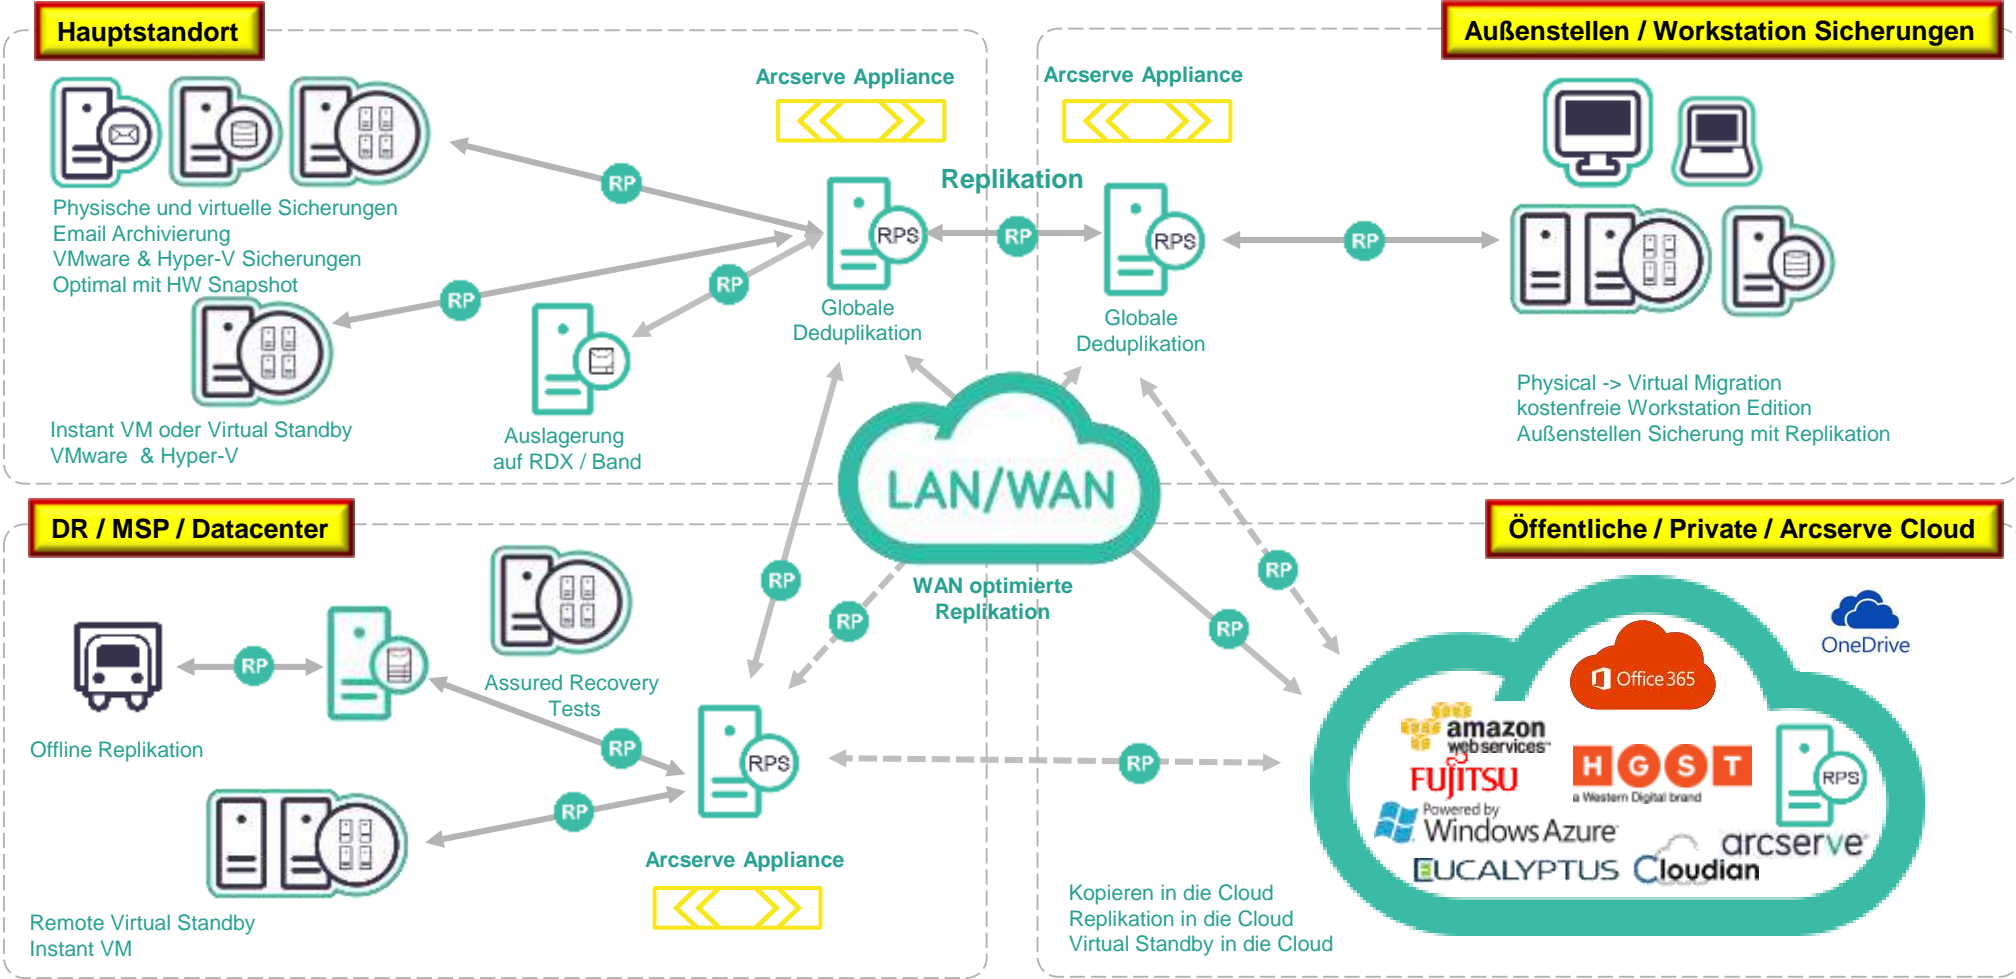 Hauptstandort
Arcserve Appliance
Physische und virtuelle Sicherungen
Email Archivierung
VMware & Hyper-V Sicherungen
Optimal mit HW Snapshot
RP
RP
RP
RPS
Globale
Deduplikation
Instant VM oder Virtual Standby
VMware & Hyper-V
Auslagerung
auf RDX / Band
Replikation
RP
Außenstellen / Workstation Sicherungen
Arcserve Appliance
RPS
RP
Globale
Deduplikation
Physical -> Virtual Migration
kostenfreie Workstation Edition
Außenstellen Sicherung mit Replikation
LAN/WAN
WAN optimierte
Replikation
RP
RP
RP
RP
DR / MSP / Datacenter
RP
Assured Recovery
Tests
Offline Replikation
RP
RPS
RP
Remote Virtual Standby
Instant VM
Arcserve Appliance
RP
Öffentliche / Private / Arcserve Cloud
OneDrive
Office 365
amazon
webservices™
FUJITSU
HGST
a Western Digital brand
RPS
Powered by
Windows Azure
arcserve®
EUCALYPTUS
Cloudian
Kopieren in die Cloud
Replikation in die Cloud
Virtual Standby in die Cloud